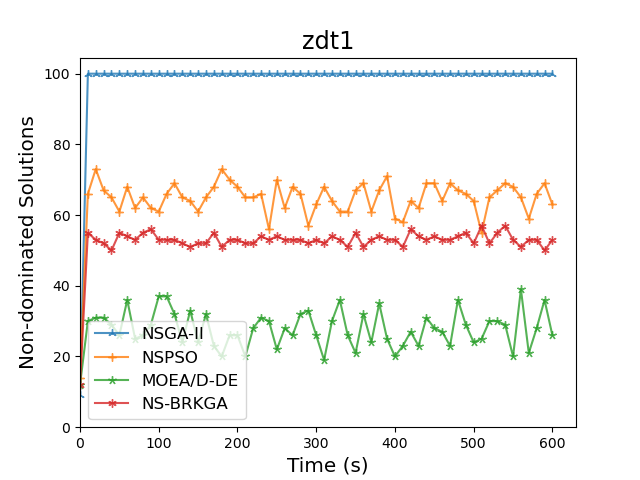 zdt1
Non-dominated Solutions
100
80
60
40
20
0
NSGA-II
NSPSO
MOEA/D-DE
NS-BRKGA
0 100 200 300 400 500 600
Time (s)